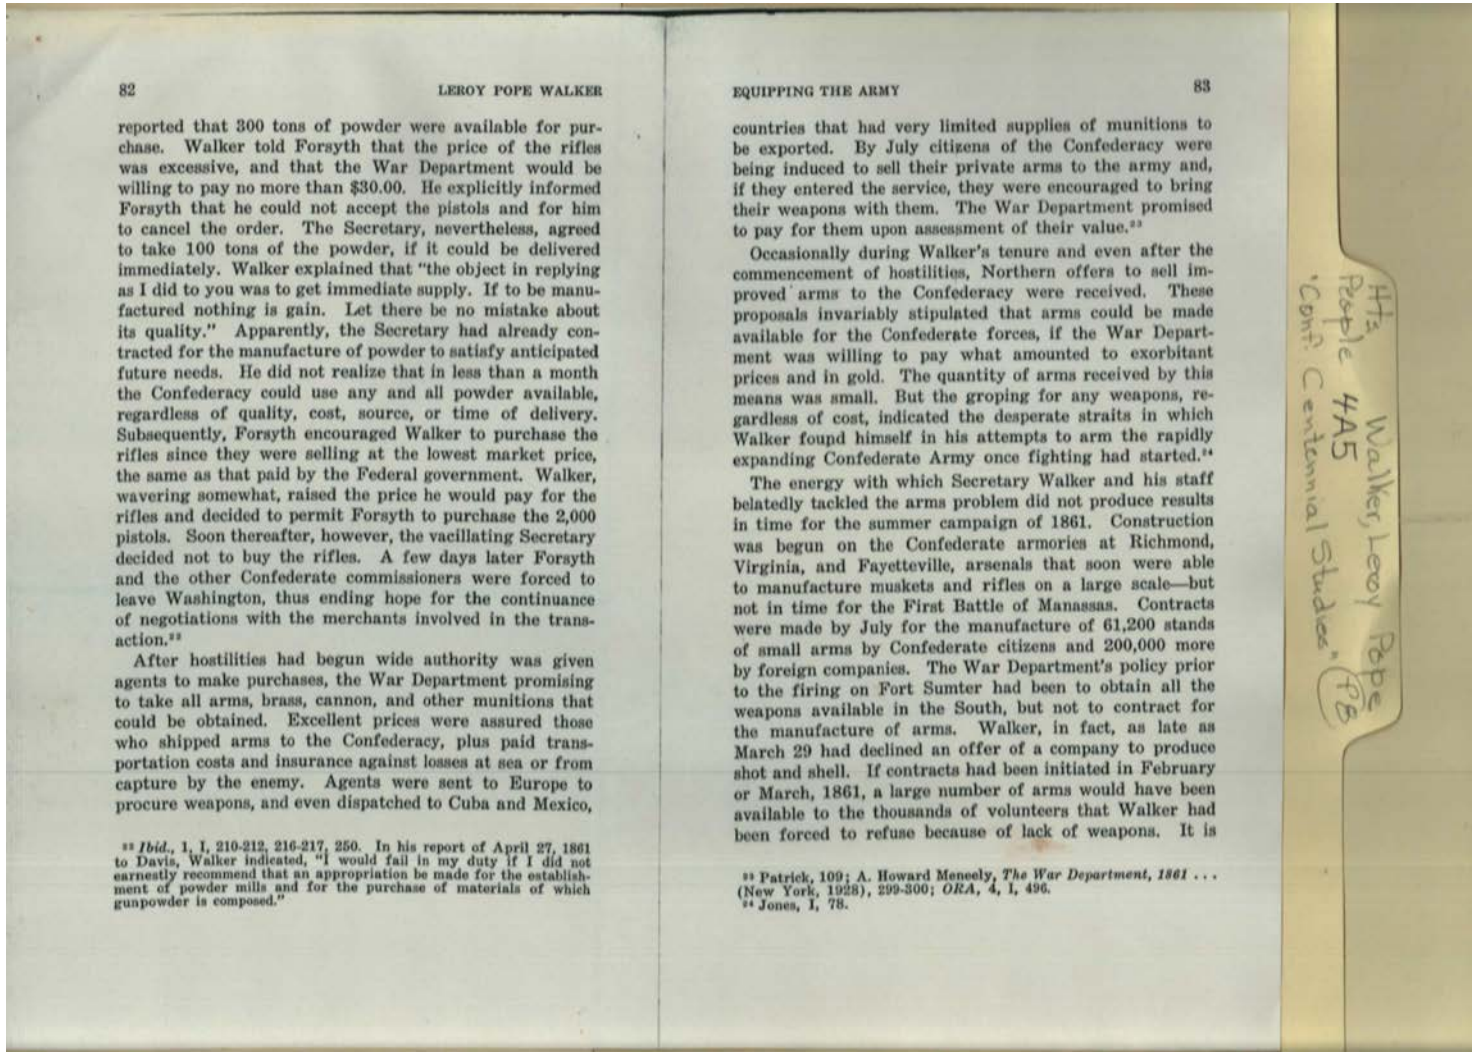 82 LEROY POPE WALKER
reported that 300 tons of powder were available for pur-
chase. Walker told Forsyth that the price of the rifles
was excessive, and that the War Department would be
willing to pay no more than $30.00. He explicitly informed
Forsyth that he could not accept the pistols and for him
to cancel the order. The Secretary, nevertheless, agreed
to take 100 tons of the powder, if it could be delivered
immediately. Walker explained that "the object in replying
as I did to you was to get immediate supply. If to be manu-
factured nothing is gain. Let there be no mistake about
its quality." Apparently, the Secretary had already con-
tracted for the manufacture of powder to satisfy anticipated
future needs. He did not realize that in less than a month
the Confederacy could use any and all powder available,
regardless of quality, cost, source, or time of delivery.
Subsequently, Forsyth encouraged Walker to purchase the
rifles since they were selling at the lowest market price,
the same as that paid by the Federal government. Walker,
wavering somewhat, raised the price he would pay for the
rifles and decided to permit Forsyth to purchase the 2,000
pistols. Soon thereafter, however, the vacillating Secretary
decided not to buy the rifles. A few days later Forsyth
and the other Confederate commissioners were forced to
leave Washington, thus ending hope for the continuance
of negotiations with the merchants involved in the trans-
action.²²
After hostilities had begun wide authority was given
agents to make purchases, the War Department promising
to take all arms, brass, cannon, and other munitions that
could be obtained. Excellent prices were assured those
who shipped arms to the Confederacy, plus paid trans-
portation costs and insurance against losses at sea or from
capture by the enemy. Agents were sent to Europe to
procure weapons, and even dispatched to Cuba and Mexico,
²² Ibid., 1, I, 210-212, 216-217, 250. In his report of April 27, 1861
to Davis, Walker indicated, "I would fail in my duty if I did not
earnestly recommend that an appropriation be made for the establish-
ment of powder mills and for the purchase of materials of which
gunpowder is composed."
EQUIPPING THE ARMY 83
countries that had very limited supplies of munitions to
be exported. By July citizens of the Confederacy were
being induced to sell their private arms to the army and,
if they entered the service, they were encouraged to bring
their weapons with them. The War Department promised
to pay for them upon assessment of their value.²³
Occasionally during Walker's tenure and even after the
commencement of hostilities, Northern offers to sell im-
proved arms to the Confederacy were received. These
proposals invariably stipulated that arms could be made
available for the Confederate forces, if the War Depart-
ment was willing to pay what amounted to exorbitant
prices and in gold. The quantity of arms received by this
means was small. But the groping for any weapons, re-
gardless of cost, indicated the desperate straits in which
Walker found himself in his attempts to arm the rapidly
expanding Confederate Army once fighting had started.²⁴
The energy with which Secretary Walker and his staff
belatedly tackled the arms problem did not produce results
in time for the summer campaign of 1861. Construction
was begun on the Confederate armories at Richmond,
Virginia, and Fayetteville, arsenals that soon were able
to manufacture muskets and rifles on a large scale—but
not in time for the First Battle of Manassas. Contracts
were made by July for the manufacture of 61,200 stands
of small arms by Confederate citizens and 200,000 more
by foreign companies. The War Department's policy prior
to the firing on Fort Sumter had been to obtain all the
weapons available in the South, but not to contract for
the manufacture of arms. Walker, in fact, as late as
March 29 had declined an offer of a company to produce
shot and shell. If contracts had been initiated in February
or March, 1861, a large number of arms would have been
available to the thousands of volunteers that Walker had
been forced to refuse because of lack of weapons. It is
²³ Patrick, 109; A. Howard Meneely, The War Department, 1861 . . .
(New York, 1928), 299-300; ORA, 4, I, 496.
²⁴ Jones, I, 78.
Walker, Leroy Pope
People 4A5
"Conf. Centennial Studies" PB